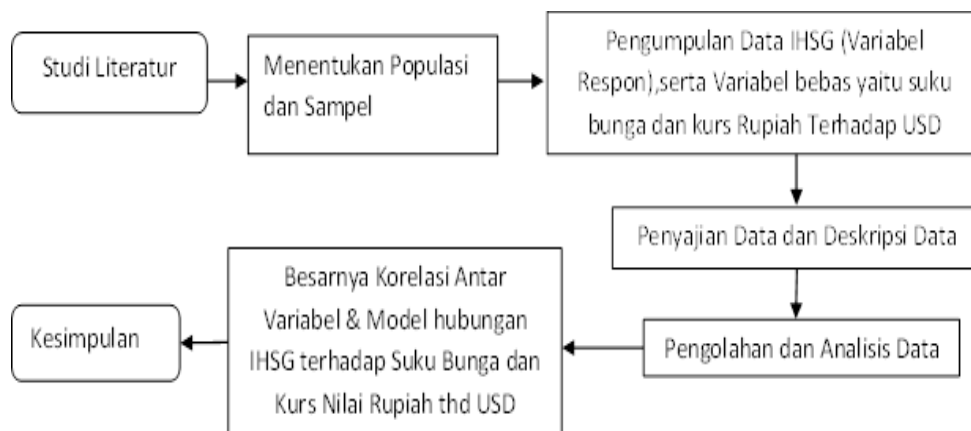 Studi Literatur
Menentukan Populasi
dan Sampel
Pengumpulan Data IHSG (Variabel
Respon),serta Variabel bebas yaitu suku
bunga dan kurs Rupiah Terhadap USD
Penyajian Data dan Deskripsi Data
Pengolahan dan Analisis Data
Besarnya Korelasi Antar
Variabel & Model hubungan
IHSG terhadap Suku Bunga dan
Kurs Nilai Rupiah thd USD
Kesimpulan